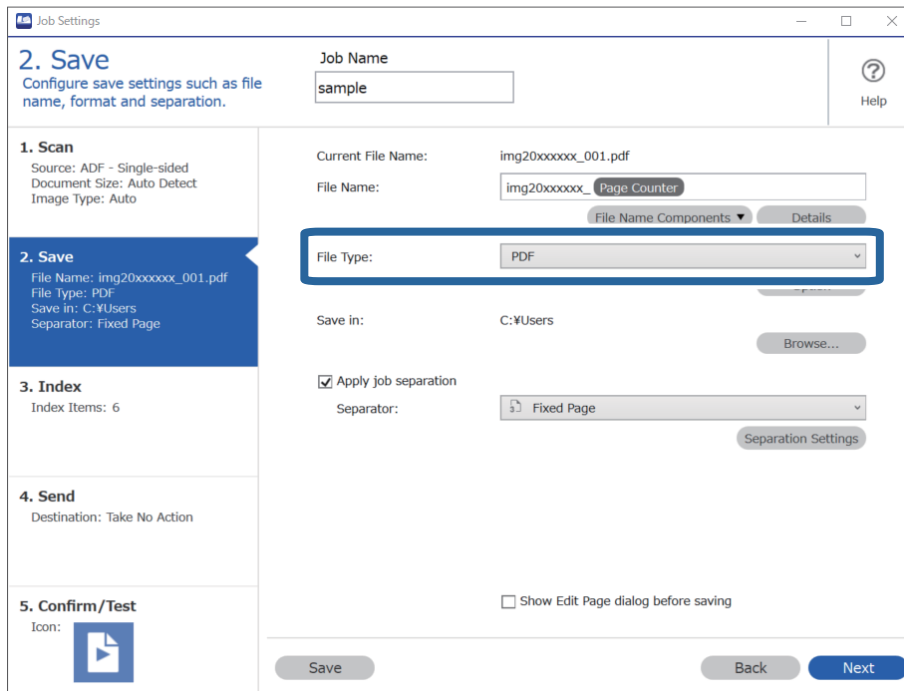 Job Settings
2. Save
Configure save settings such as file
name, format and separation.
Job Name
sample
Help
1. Scan
Source: ADF - Single-sided
Document Size: Auto Detect
Image Type: Auto
2. Save
File Name: img20xxxxxx_001.pdf
File Type: PDF
Save in: C:¥Users
Separator: Fixed Page
3. Index
Index Items: 6
4. Send
Destination: Take No Action
5. Confirm/Test
Icon:
Current File Name: img20xxxxxx_001.pdf
File Name: img20xxxxxx_ Page Counter
File Name Components ▼ Details
File Type: PDF
Save in: C:¥Users
Browse...
Apply job separation
Separator: Fixed Page
Separation Settings
Show Edit Page dialog before saving
Save Back Next